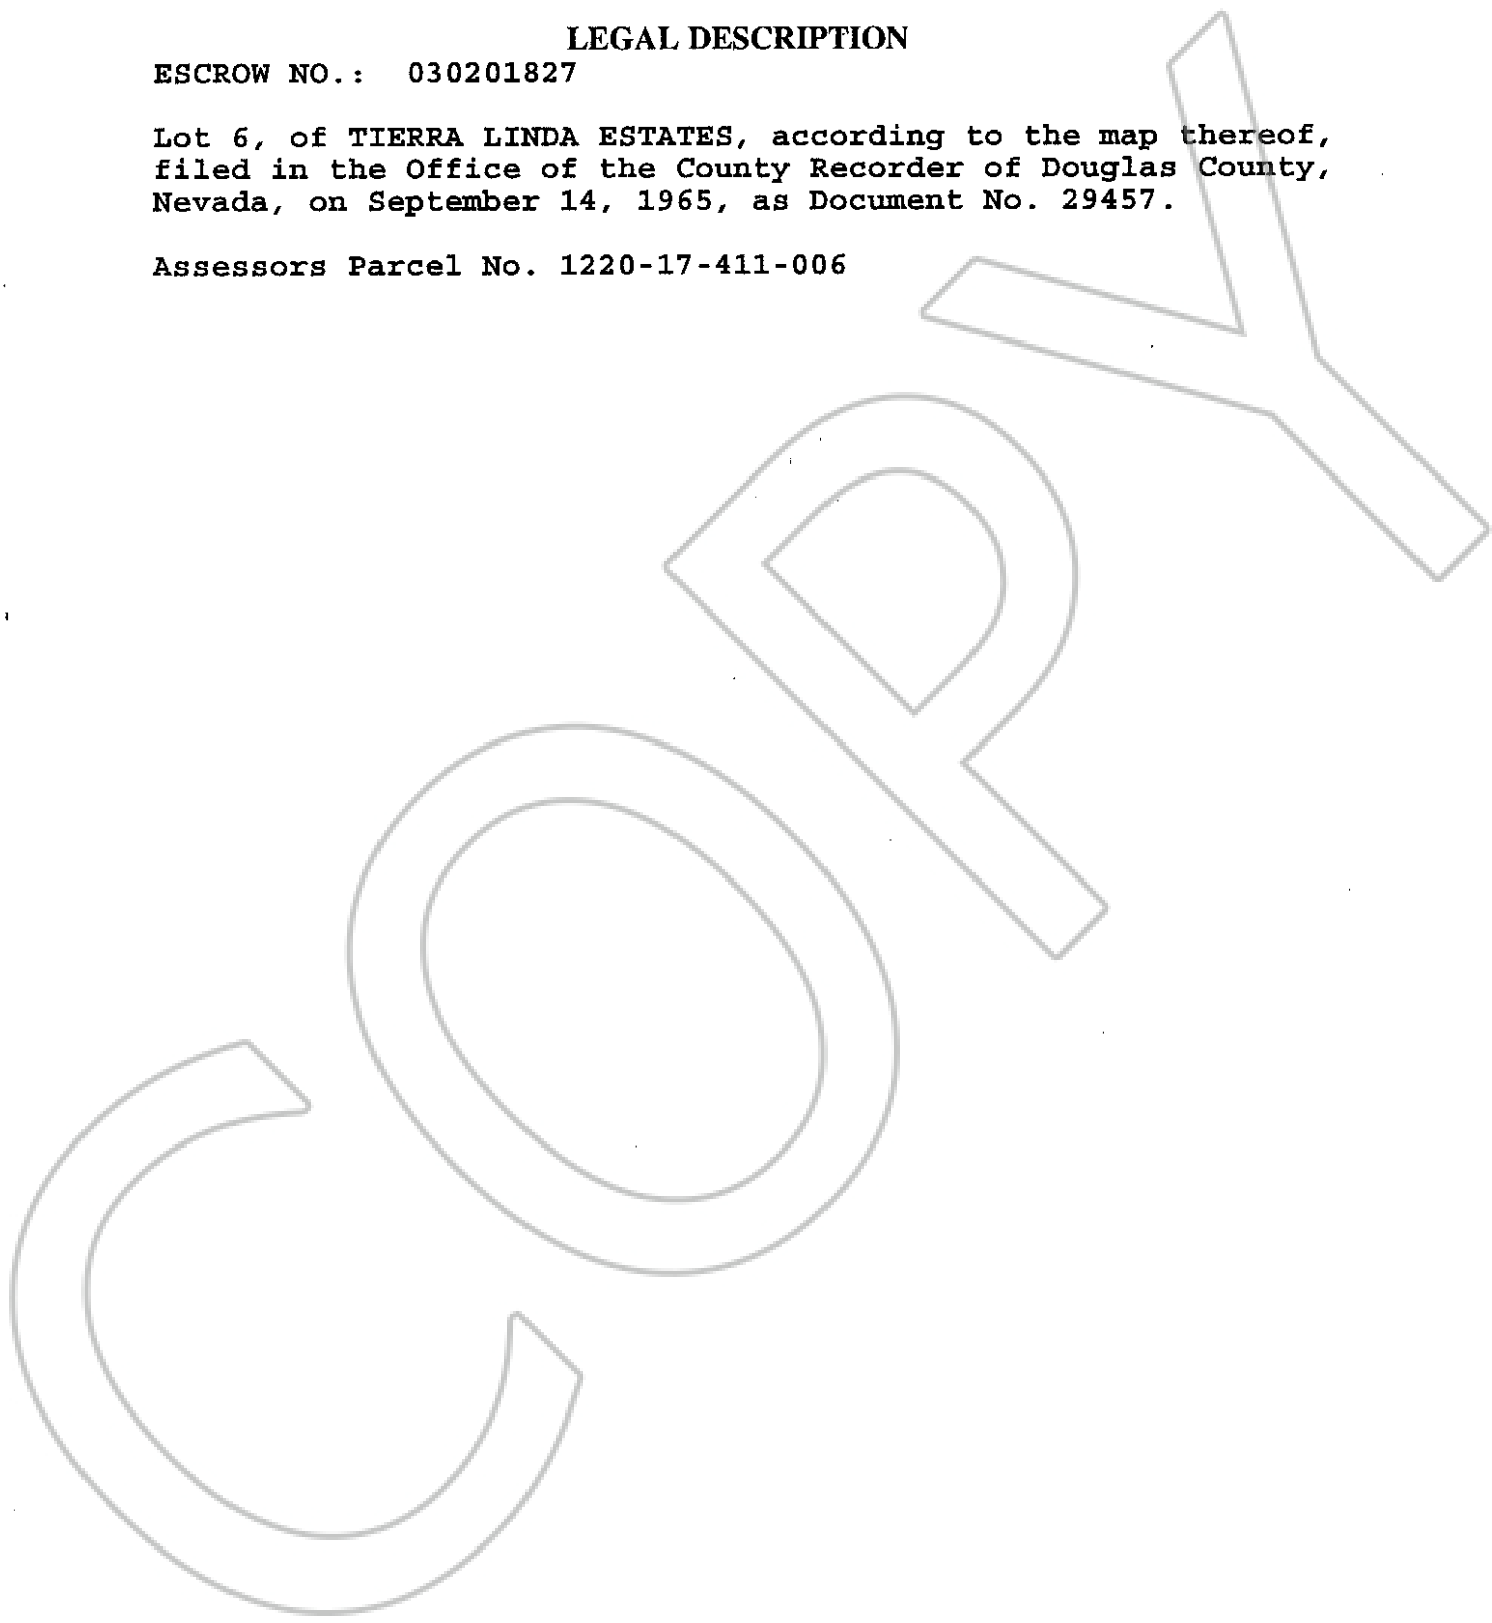 LEGAL DESCRIPTION
ESCROW NO.: 030201827
Lot 6, of TIERRA LINDA ESTATES, according to the map thereof,
filed in the Office of the County Recorder of Douglas County,
Nevada, on September 14, 1965, as Document No. 29457.
Assessors Parcel No. 1220-17-411-006
COPY